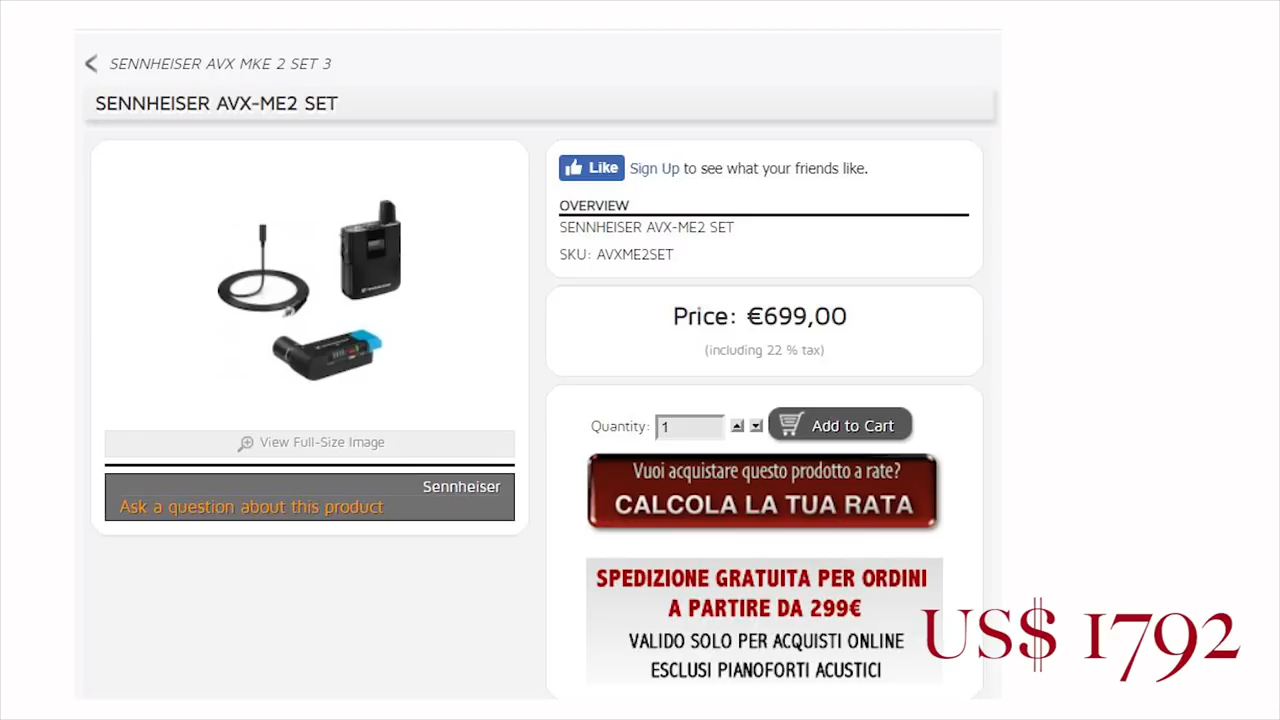 SENNHEISER AVX MKE 2 SET 3
SENNHEISER AVX-ME2 SET
View Full-Size Image
Sennheiser
Ask a question about this product
Like Sign Up to see what your friends like.
OVERVIEW
SENNHEISER AVX-ME2 SET
SKU: AVXME2SET
Price: €699,00
(including 22 % tax)
Quantity: 1 Add to Cart
Vuoi acquistare questo prodotto a rate?
CALCOLA LA TUA RATA
SPEDIZIONE GRATUITA PER ORDINI
A PARTIRE DA 299€
VALIDO SOLO PER ACQUISTI ONLINE
ESCLUSI PIANOFORTI ACUSTICI
US$ 1792